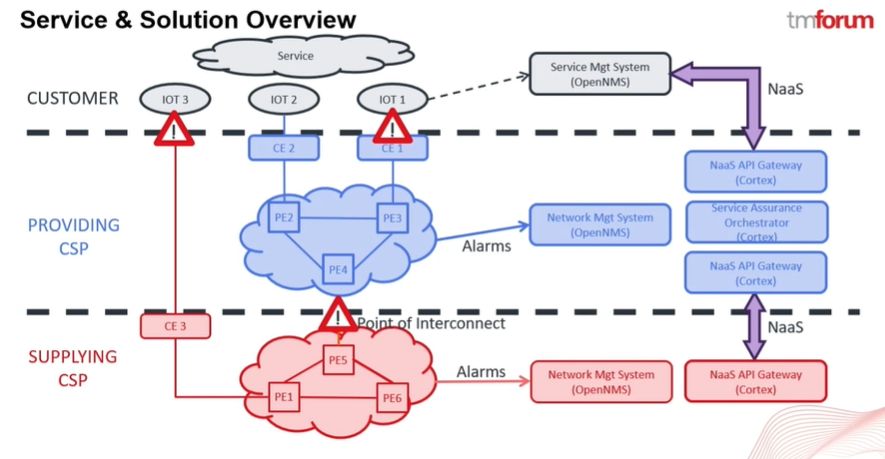 Service & Solution Overview
tmforum
Service
Service Mgt System
(OpenNMS)
CUSTOMER
IOT 3
IOT 2
IOT 1
NaaS
!
!
CE 2
CE 1
NaaS API Gateway
(Cortex)
PROVIDING
CSP
PE2
PE3
PE4
Alarms
Network Mgt System
(OpenNMS)
Service Assurance
Orchestrator
(Cortex)
NaaS API Gateway
(Cortex)
!
Point of Interconnect
NaaS
CE 3
SUPPLYING
CSP
PE5
PE1
PE6
Alarms
Network Mgt System
(OpenNMS)
NaaS API Gateway
(Cortex)